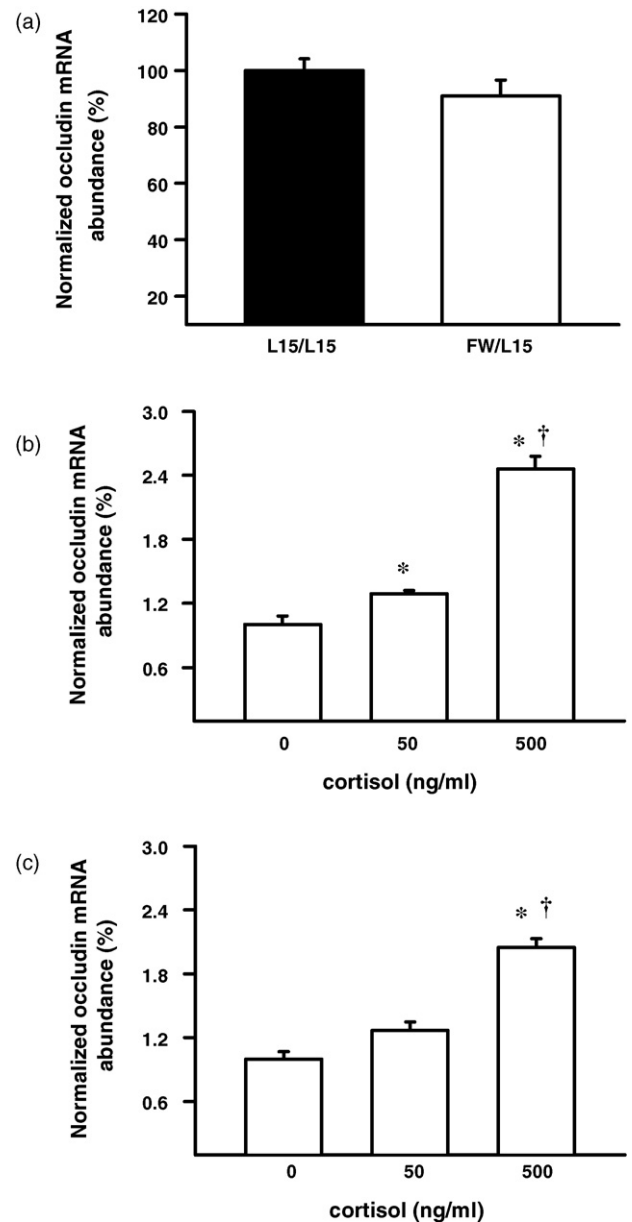 (a)
Normalized occludin mRNA
abundance (%)
120
100
80
60
40
20
L15/L15
FW/L15
(b)
Normalized occludin mRNA
abundance (%)
3.0
2.4
1.8
1.2
0.6
*
* †
0
50
500
cortisol (ng/ml)
(c)
Normalized occludin mRNA
abundance (%)
3.0
2.4
1.8
1.2
0.6
* †
0
50
500
cortisol (ng/ml)